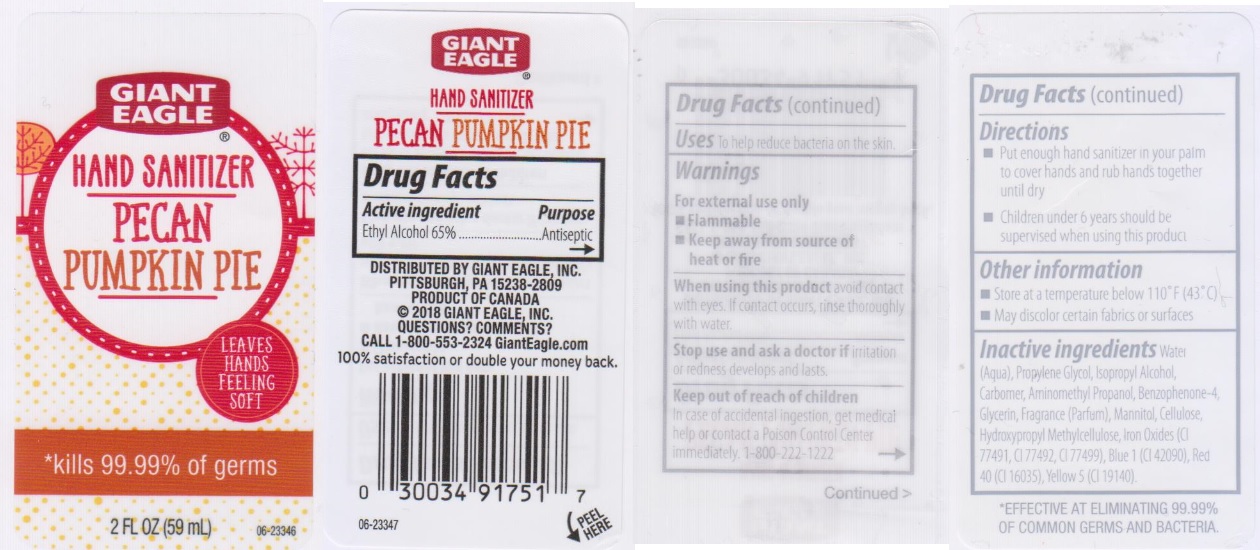 GIANT
EAGLE
®
HAND SANITIZER
PECAN
PUMPKIN PIE
LEAVES
HANDS
FEELING
SOFT
*kills 99.99% of germs
2 FL OZ (59 mL)
06-23346
GIANT
EAGLE
®
HAND SANITIZER
PECAN PUMPKIN PIE
Drug Facts
Active ingredient Purpose
Ethyl Alcohol 65%..........................Antiseptic
DISTRIBUTED BY GIANT EAGLE, INC.
PITTSBURGH, PA 15238-2809
PRODUCT OF CANADA
© 2018 GIANT EAGLE, INC.
QUESTIONS? COMMENTS?
CALL 1-800-553-2324 GiantEagle.com
100% satisfaction or double your money back.
0 30034 91751 7
06-23347
PEEL
HERE
Drug Facts (continued)
Uses To help reduce bacteria on the skin.
Warnings
For external use only
■ Flammable
■ Keep away from source of
heat or fire
When using this product avoid contact
with eyes. If contact occurs, rinse thoroughly
with water.
Stop use and ask a doctor if irritation
or redness develops and lasts.
Keep out of reach of children
In case of accidental ingestion, get medical
help or contact a Poison Control Center
immediately. 1-800-222-1222
Continued >
Drug Facts (continued)
Directions
■ Put enough hand sanitizer in your palm
to cover hands and rub hands together
until dry
■ Children under 6 years should be
supervised when using this product
Other information
■ Store at a temperature below 110°F (43°C)
■ May discolor certain fabrics or surfaces
Inactive ingredients Water
(Aqua), Propylene Glycol, Isopropyl Alcohol,
Carbomer, Aminomethyl Propanol, Benzophenone-4,
Glycerin, Fragrance (Parfum), Mannitol, Cellulose,
Hydroxypropyl Methylcellulose, Iron Oxides (CI
77491, CI 77492, CI 77499), Blue 1 (CI 42090), Red
40 (CI 16035), Yellow 5 (CI 19140).
*EFFECTIVE AT ELIMINATING 99.99%
OF COMMON GERMS AND BACTERIA.